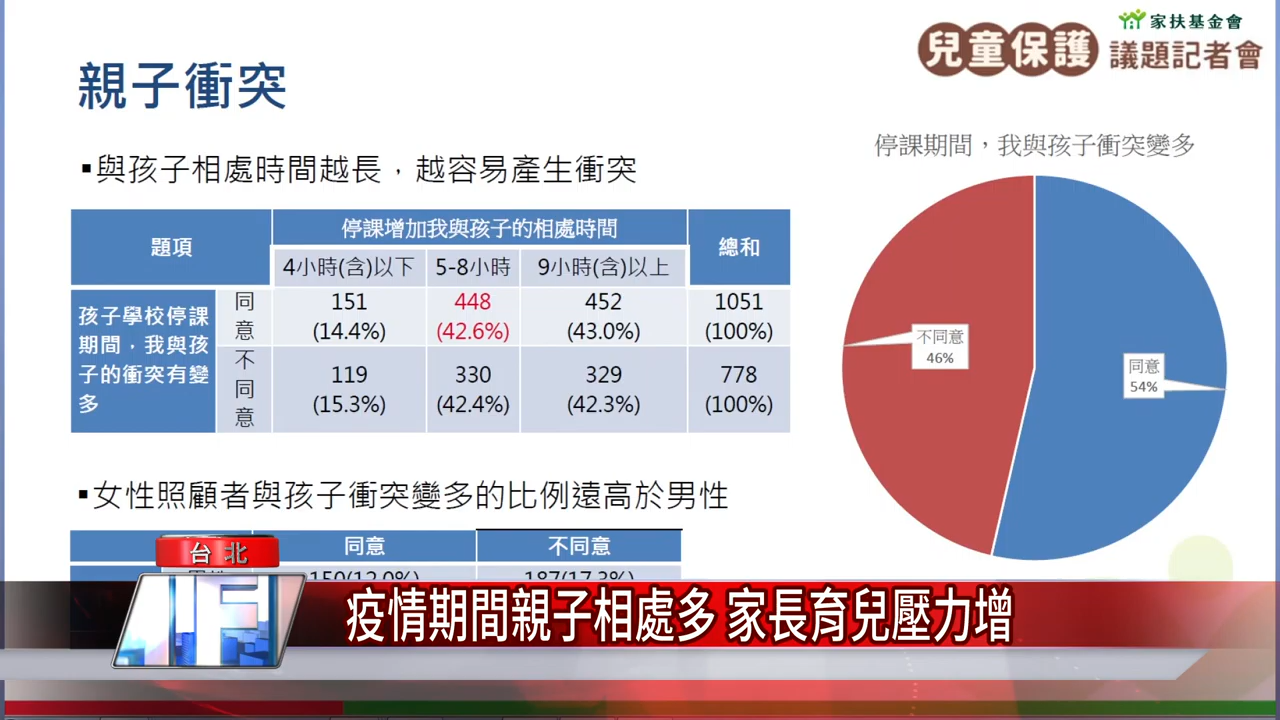 家扶基金會
兒童保護 議題記者會
親子衝突
▪與孩子相處時間越長，越容易產生衝突
題項
停課增加我與孩子的相處時間
總和
4小時(含)以下
5-8小時
9小時(含)以上
孩子學校停課
期間，我與孩
子的衝突有變
多
同
意
151
(14.4%)
448
(42.6%)
452
(43.0%)
1051
(100%)
不
同
意
119
(15.3%)
330
(42.4%)
329
(42.3%)
778
(100%)
停課期間，我與孩子衝突變多
不同意
46%
同意
54%
▪女性照顧者與孩子衝突變多的比例遠高於男性
同意
不同意
台北
疫情期間親子相處多 家長育兒壓力增